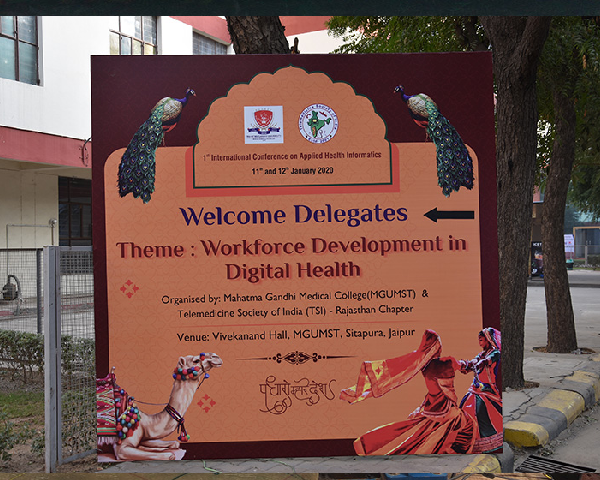 1st International Conference on Applied Health Informatics
11th and 12th January 2020
Welcome Delegates
Theme : Workforce Development in
Digital Health
Organised by: Mahatma Gandhi Medical College(MGUMST) &
Telemedicine Society of India (TSI) - Rajasthan Chapter
Venue: Vivekanand Hall, MGUMST, Sitapura, Jaipur